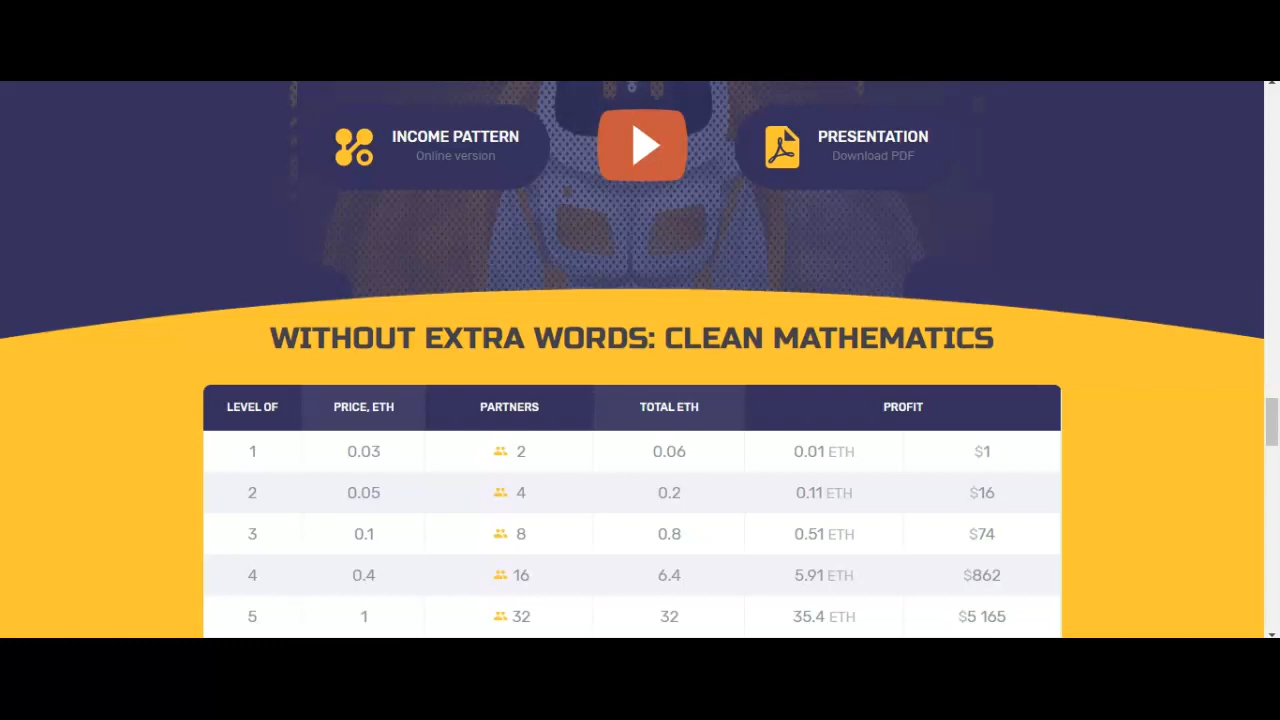 INCOME PATTERN
Online version
PRESENTATION
Download PDF
WITHOUT EXTRA WORDS: CLEAN MATHEMATICS
LEVEL OF PRICE, ETH PARTNERS TOTAL ETH PROFIT
1 0.03 2 0.06 0.01 ETH $1
2 0.05 4 0.2 0.11 ETH $16
3 0.1 8 0.8 0.51 ETH $74
4 0.4 16 6.4 5.91 ETH $862
5 1 32 32 35.4 ETH $5 165